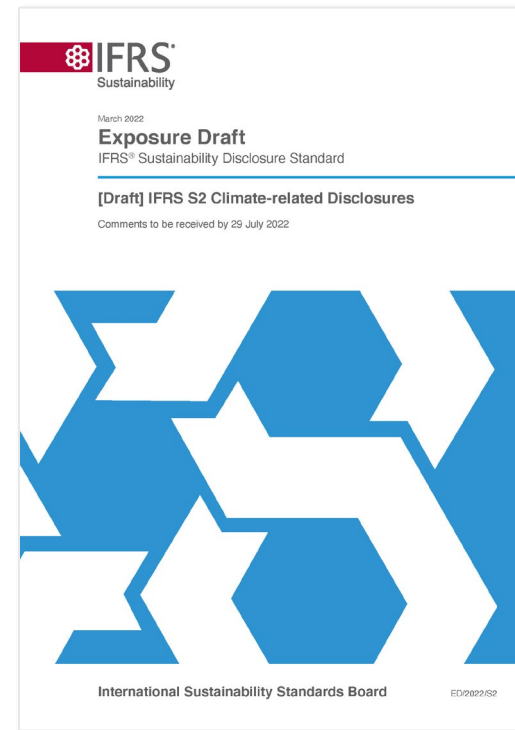 IFRS®
Sustainability
March 2022
Exposure Draft
IFRS® Sustainability Disclosure Standard
[Draft] IFRS S2 Climate-related Disclosures
Comments to be received by 29 July 2022
International Sustainability Standards Board
ED/2022/S2